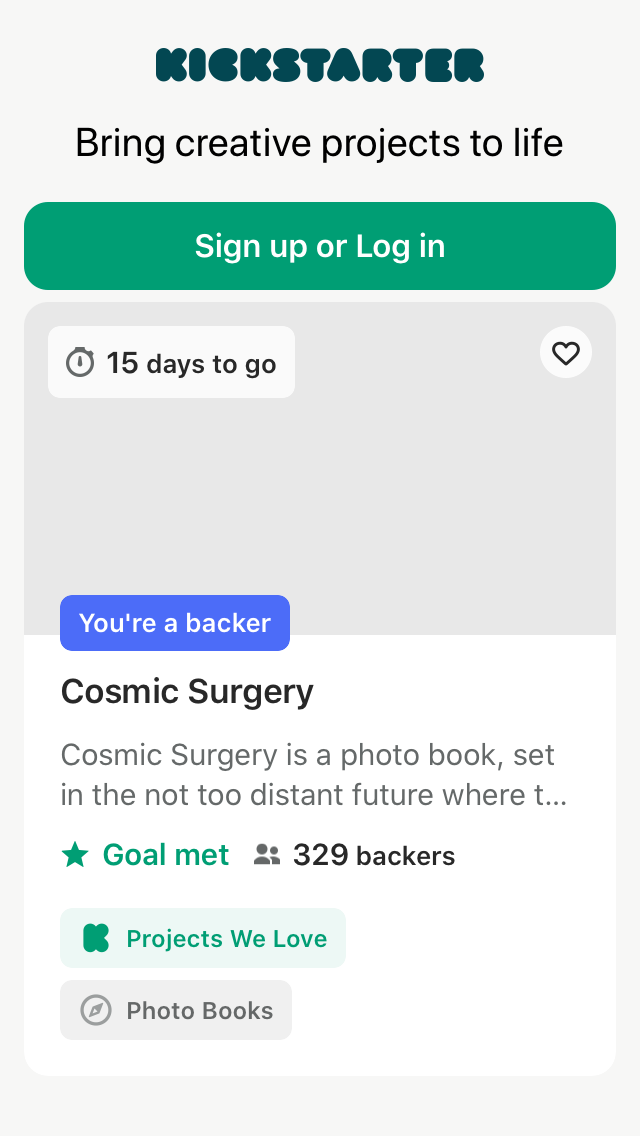 KICKSTARTER
Bring creative projects to life
Sign up or Log in
15 days to go
You're a backer
Cosmic Surgery
Cosmic Surgery is a photo book, set
in the not too distant future where t...
Goal met
329 backers
Projects We Love
Photo Books